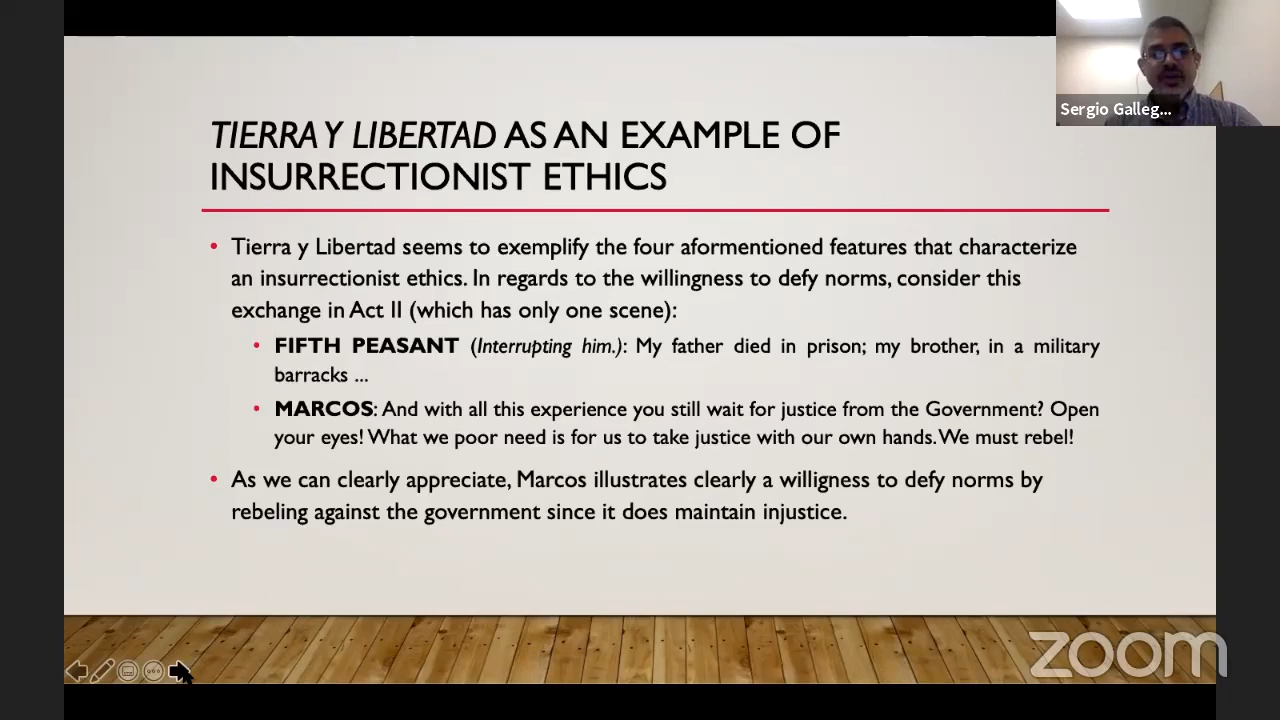 TIERRA Y LIBERTAD AS AN EXAMPLE OF
INSURRECTIONIST ETHICS
• Tierra y Libertad seems to exemplify the four aformentioned features that characterize
an insurrectionist ethics. In regards to the willingness to defy norms, consider this
exchange in Act II (which has only one scene):
• FIFTH PEASANT (Interrupting him.): My father died in prison; my brother, in a military
barracks ...
• MARCOS: And with all this experience you still wait for justice from the Government? Open
your eyes! What we poor need is for us to take justice with our own hands. We must rebel!
• As we can clearly appreciate, Marcos illustrates clearly a willigness to defy norms by
rebeling against the government since it does maintain injustice.
Sergio Galleg...
zoom